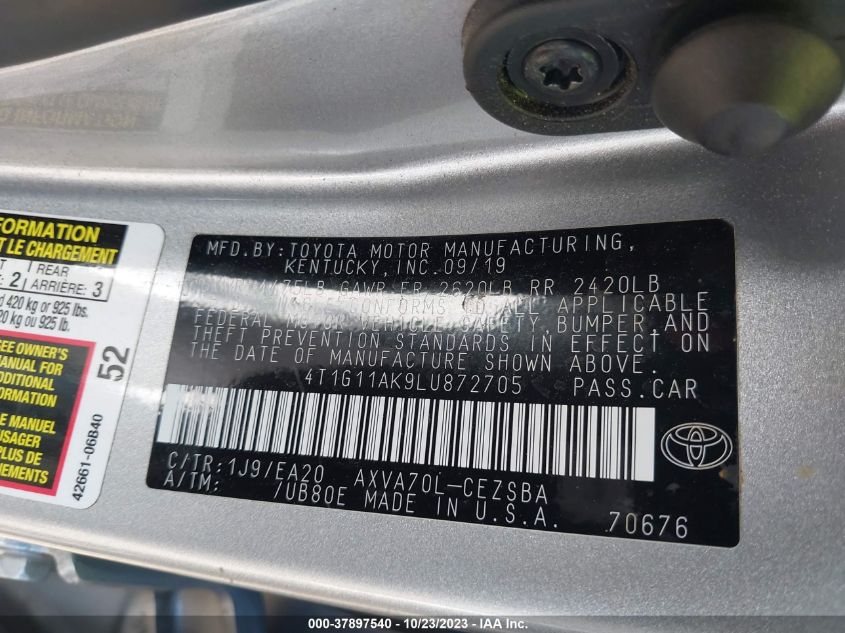 FORMATION
T LE CHARGEMENT
1 REAR
2 ARRIÈRE: 3
420 kg or 925 lbs.
20 kg ou 925 lb.
SEE OWNER'S
MANUAL FOR
ADDITIONAL
INFORMATION
LE MANUEL
USAGER
PLUS DE
52
42661-06B40
MFD.BY:TOYOTA MOTOR MANUFACTURING,
KENTUCKY,INC.09/19
GAWR FR 2620LB RR 2420LB
CONFORMS TO ALL APPLICABLE
FEDERAL MOTOR VEHICLE SAFETY,BUMPER,AND
THEFT PREVENTION STANDARDS IN EFFECT ON
THE DATE OF MANUFACTURE SHOWN ABOVE.
4T1G11AK9LU872705 PASS.CAR
C/TR:1J9/EA20 AXVA70L-CEZSBA
A/TM: /UB80E MADE IN U.S.A. 70676
000-37897540 - 10/23/2023 - IAA Inc.